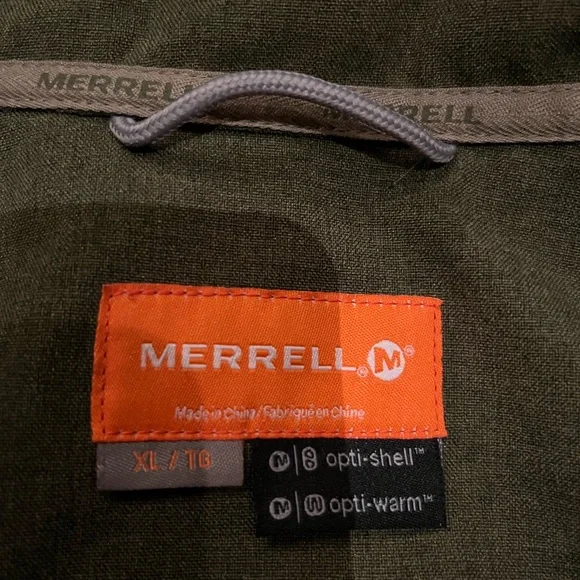 MERRELL MERRELL
MERRELL® M®
Made in China/Fabriqué en Chine
XL / 16
M opti-shell™
M opti-warm™